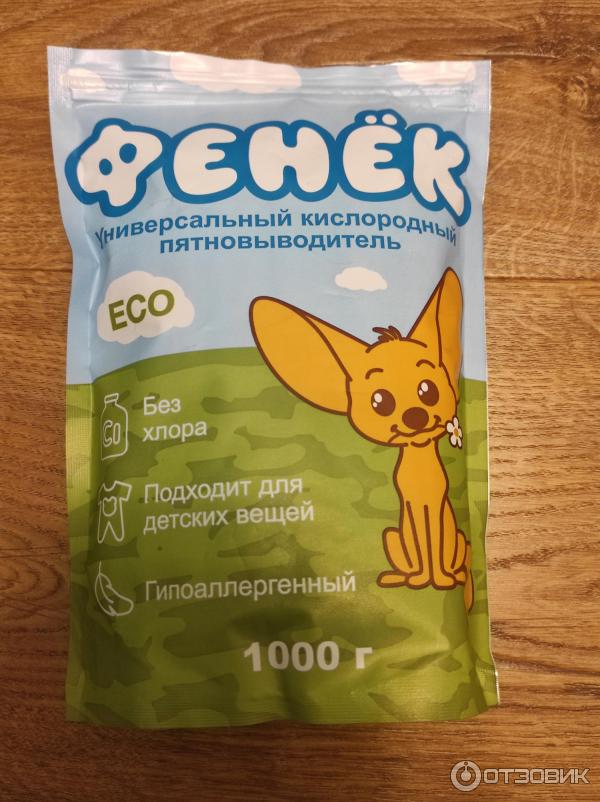 ФЕНЁК
Универсальный кислородный
пятновыводитель
ECO
Без
хлора
Подходит для
детских вещей
Гипоаллергенный
1000 г
ОТЗОВИК